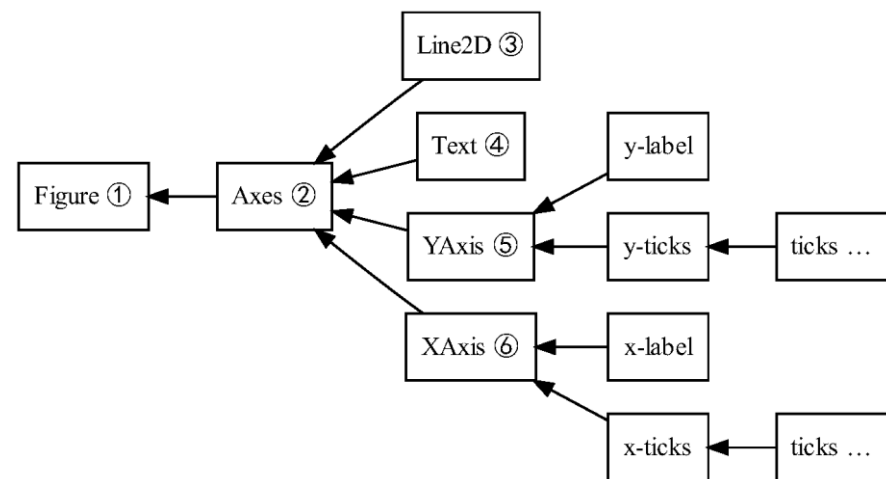 Line2D ③
Text ④
y-label
Figure ①
Axes ②
YAxis ⑤
y-ticks
ticks …
XAxis ⑥
x-label
x-ticks
ticks …